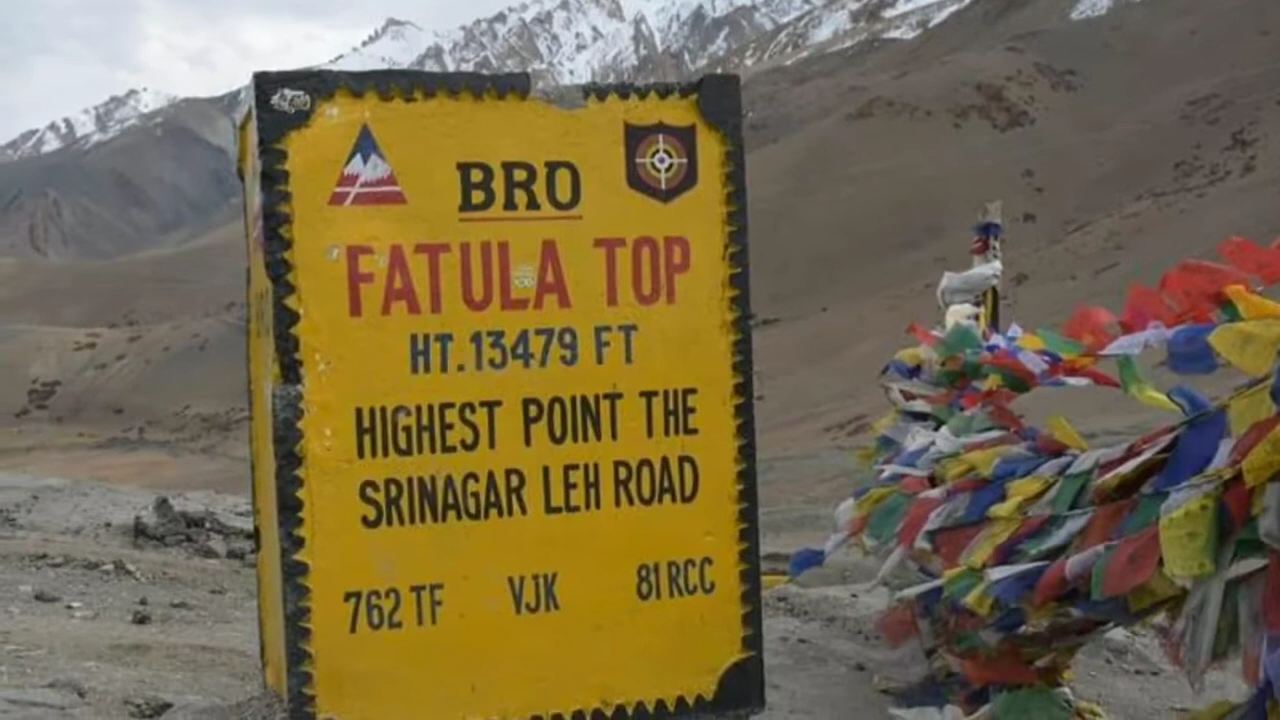 BRO
FATULA TOP
HT.13479 FT
HIGHEST POINT THE
SRINAGAR LEH ROAD
762 TF VJK 81 RCC